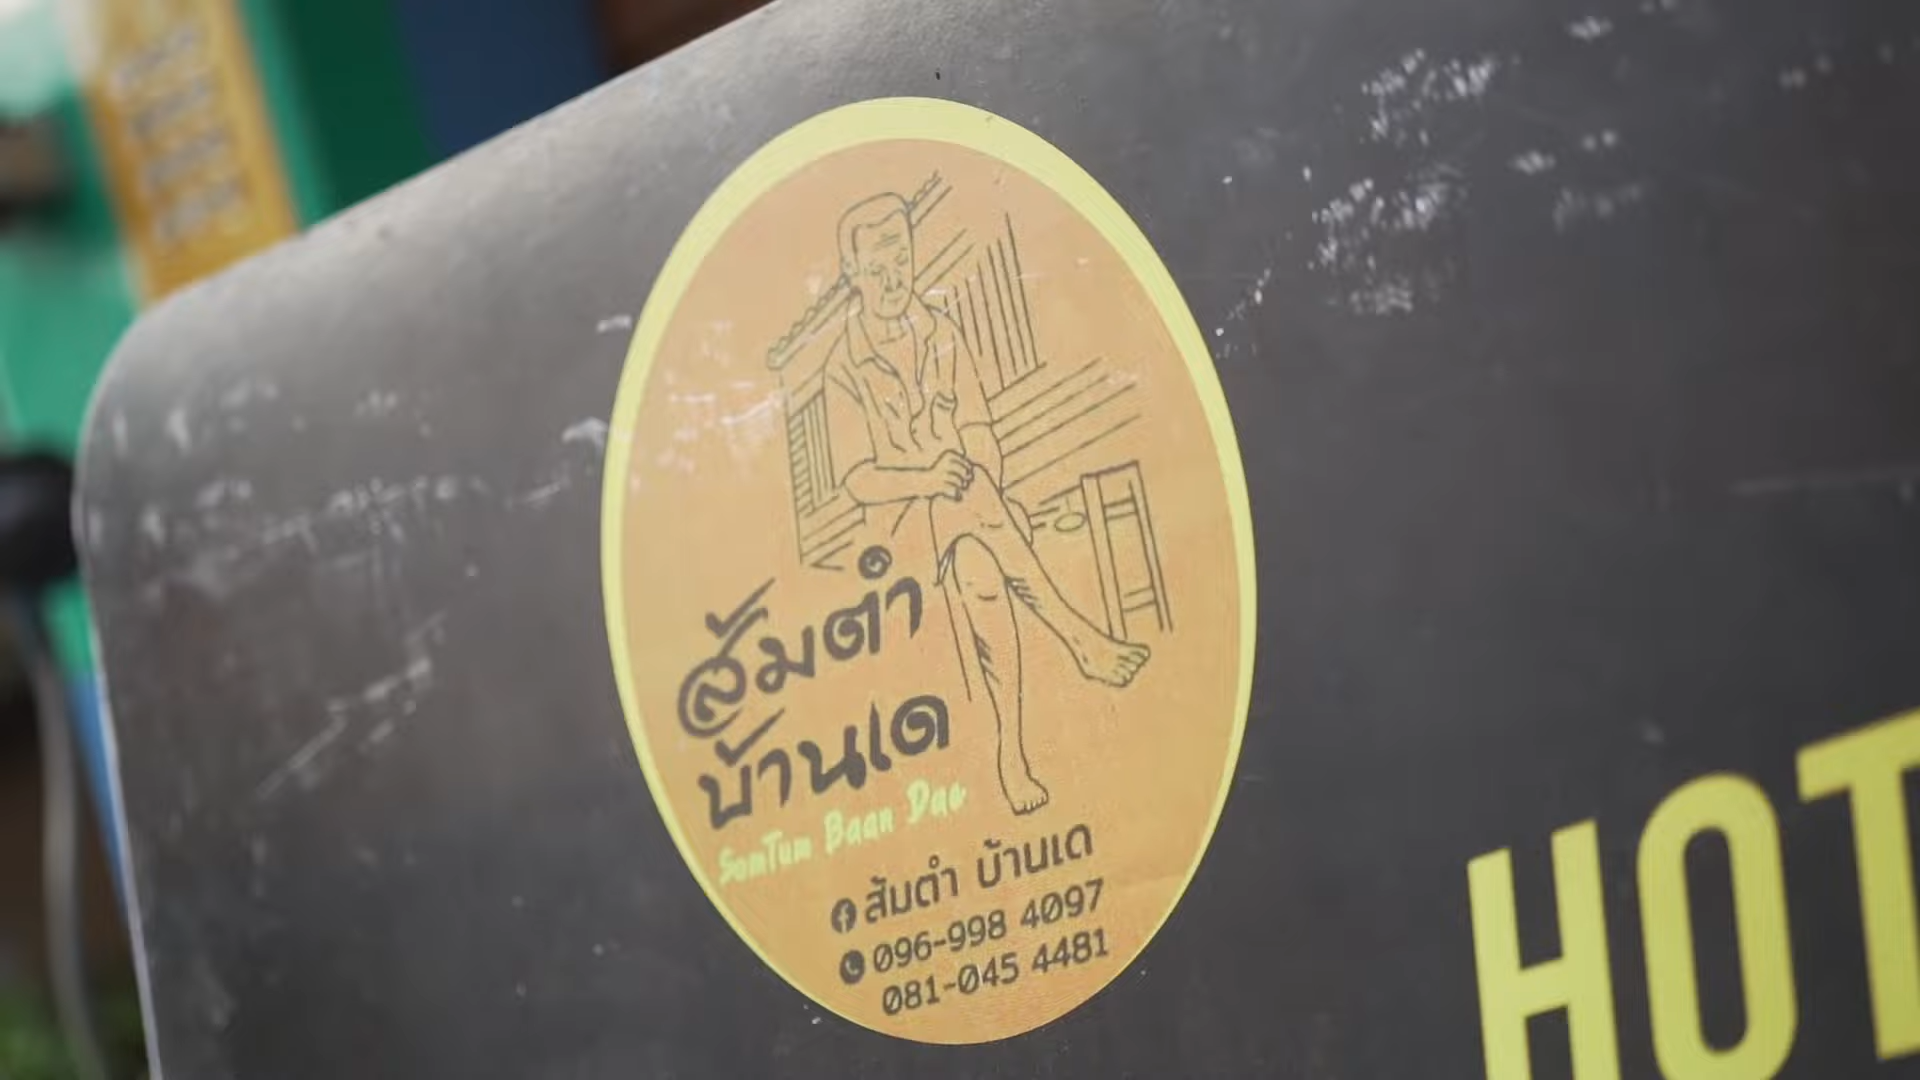 ส้มตำ
บ้านเด
SomTum Baan Dae
ส้มตำ บ้านเด
096-998 4097
081-045 4481
HOT